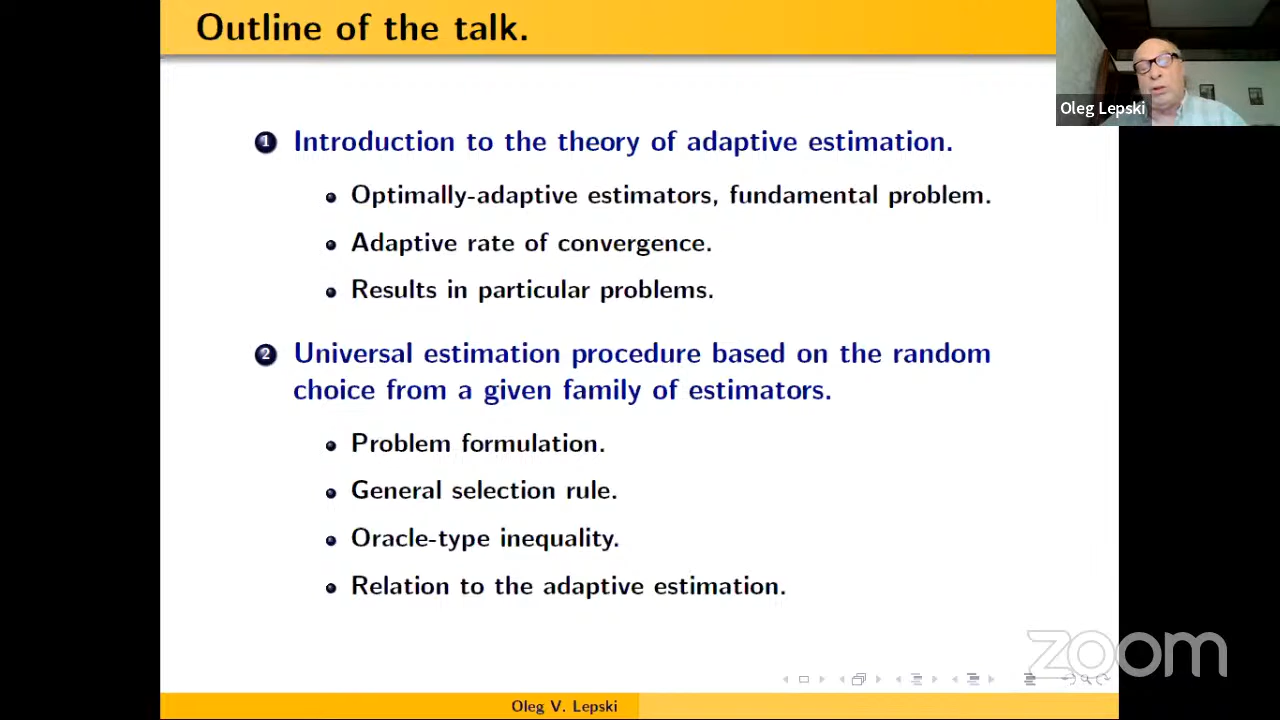 Outline of the talk.
Oleg Lepski
1 Introduction to the theory of adaptive estimation.
Optimally-adaptive estimators, fundamental problem.
Adaptive rate of convergence.
Results in particular problems.
2 Universal estimation procedure based on the random
choice from a given family of estimators.
Problem formulation.
General selection rule.
Oracle-type inequality.
Relation to the adaptive estimation.
zoom
Oleg V. Lepski